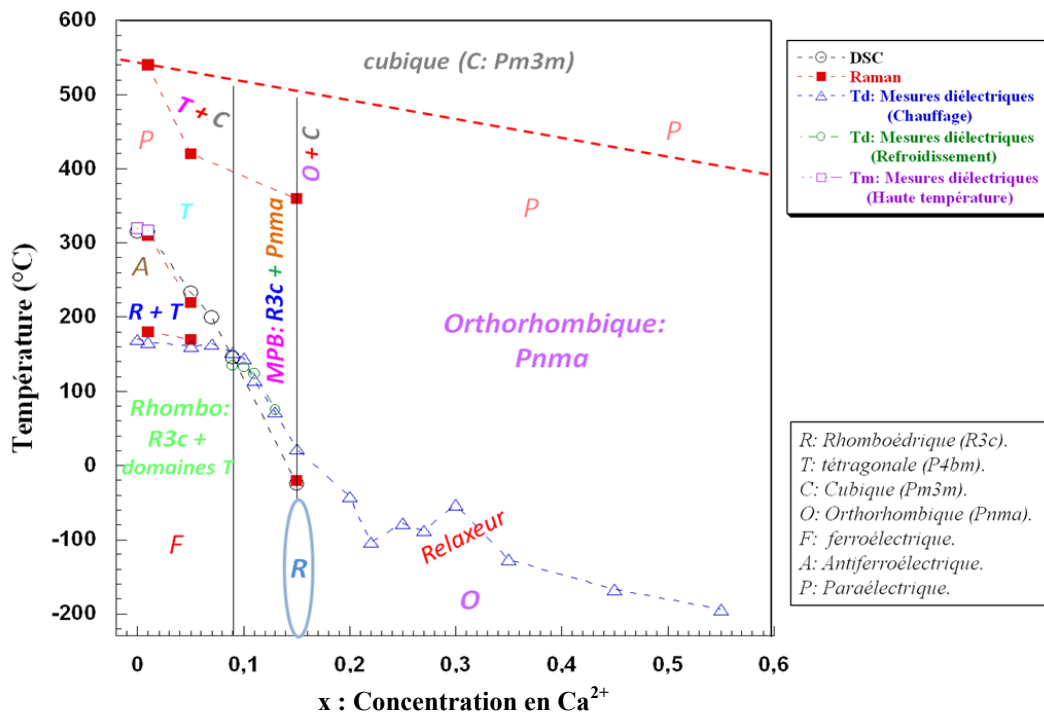 600
500
400
300
200
100
0
-100
-200
Température (°C)
0
0,1
0,2
0,3
0,4
0,5
0,6
x : Concentration en Ca2+
cubique (C: Pm3m)
T + C
O + C
P
P
P
T
A
R + T
MPB: R3c + Pnma
Orthorhombique:
Pnma
Rhombo:
R3c +
domaines T
F
R
Relaxeur
O
DSC
Raman
Td: Mesures diélectriques
(Chauffage)
Td: Mesures diélectriques
(Refroidissement)
Tm: Mesures diélectriques
(Haute température)
R: Rhomboédrique (R3c).
T: tétragonale (P4bm).
C: Cubique (Pm3m).
O: Orthorhombique (Pnma).
F: ferroélectrique.
A: Antiferroélectrique.
P: Paraélectrique.